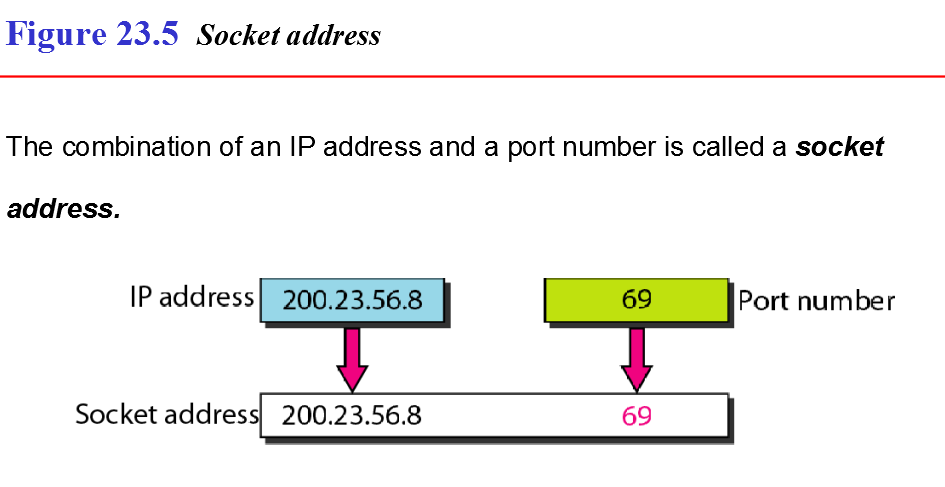 Figure 23.5 Socket address
The combination of an IP address and a port number is called a socket
address.
IP address 200.23.56.8 69 Port number
Socket address 200.23.56.8 69